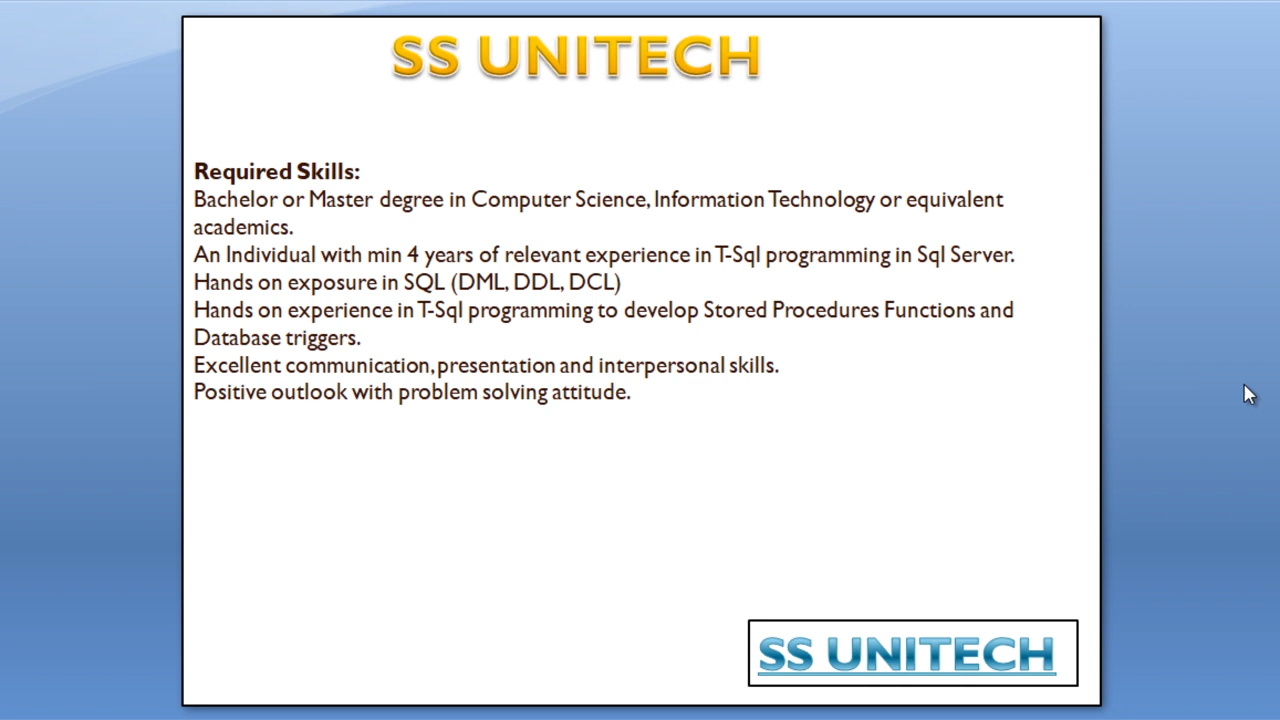 SS UNITECH
Required Skills:
Bachelor or Master degree in Computer Science, Information Technology or equivalent
academics.
An Individual with min 4 years of relevant experience in T-Sql programming in Sql Server.
Hands on exposure in SQL (DML, DDL, DCL)
Hands on experience in T-Sql programming to develop Stored Procedures Functions and
Database triggers.
Excellent communication, presentation and interpersonal skills.
Positive outlook with problem solving attitude.
SS UNITECH